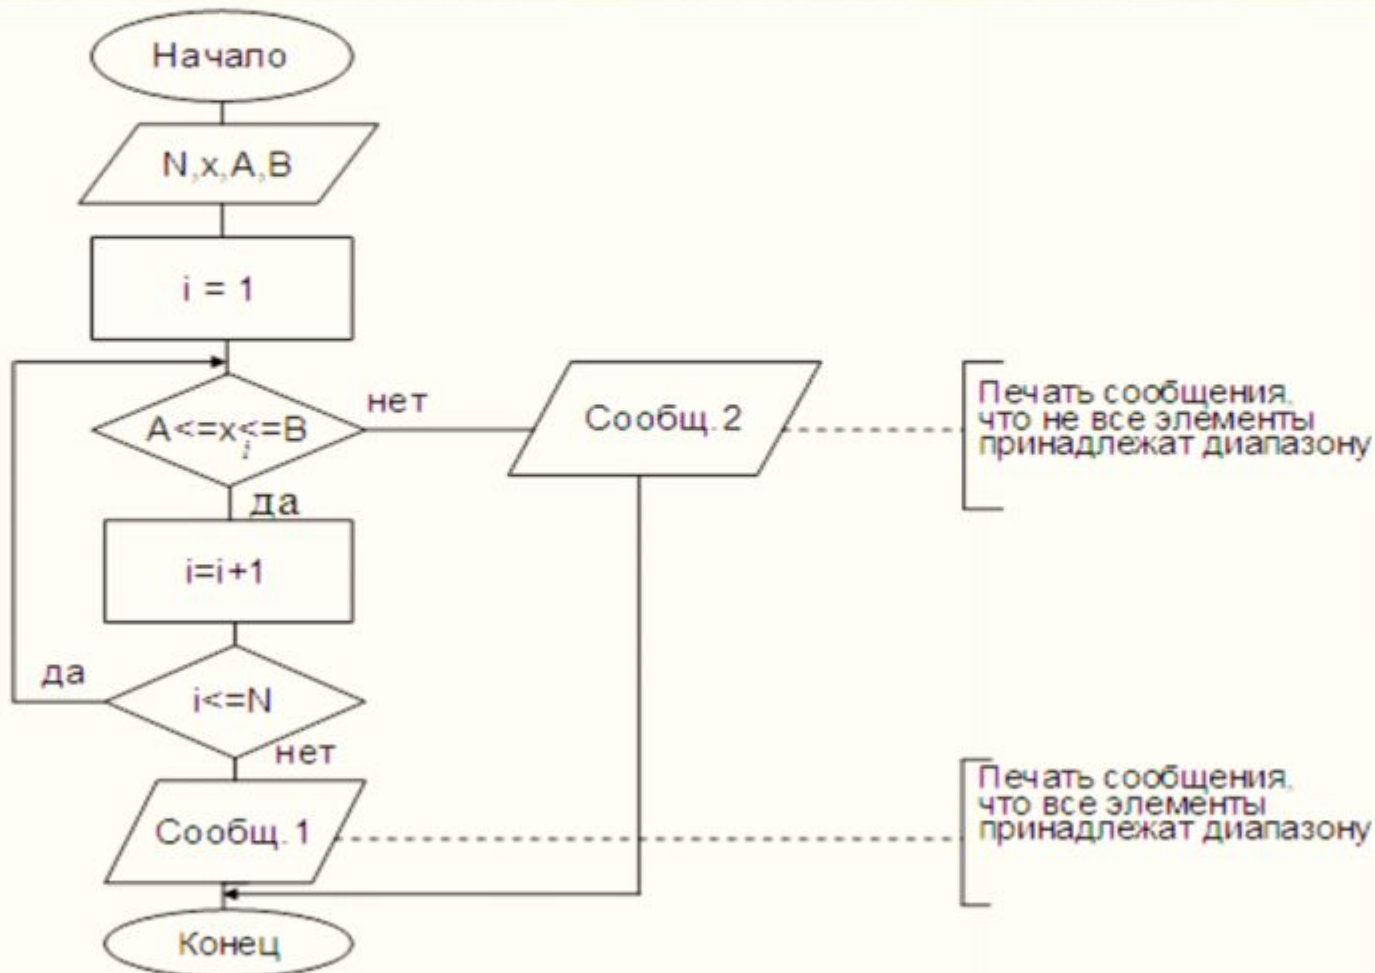 Начало
N,x,A,B
i = 1
A<=x<=B
i
нет
Сообщ.2
Печать сообщения,
что не все элементы
принадлежат диапазону
да
i=i+1
да
i<=N
нет
Сообщ.1
Печать сообщения,
что все элементы
принадлежат диапазону
Конец